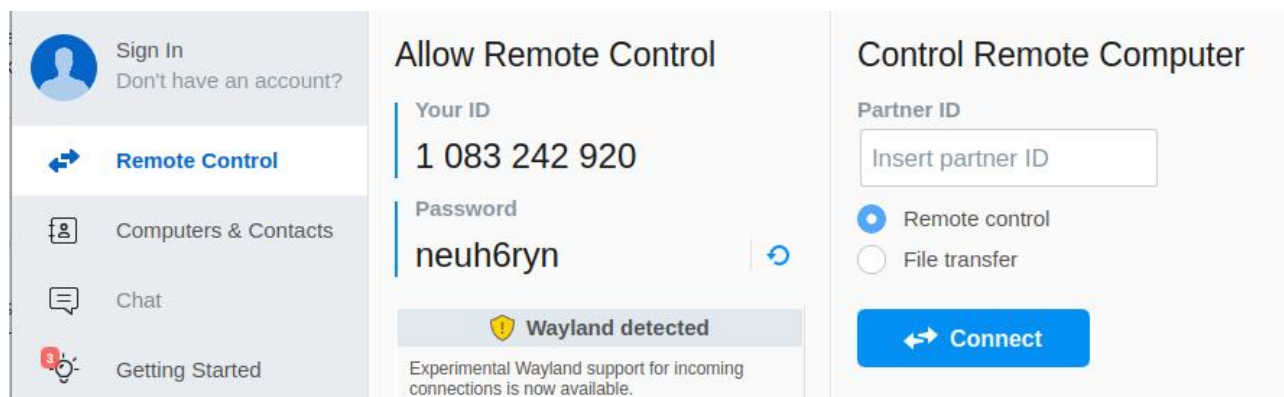 Sign In
Don't have an account?
Remote Control
Computers & Contacts
Chat
3
Getting Started
Allow Remote Control
Your ID
1 083 242 920
Password
neuh6ryn
Wayland detected
Experimental Wayland support for incoming
connections is now available.
Control Remote Computer
Partner ID
Insert partner ID
Remote control
File transfer
Connect